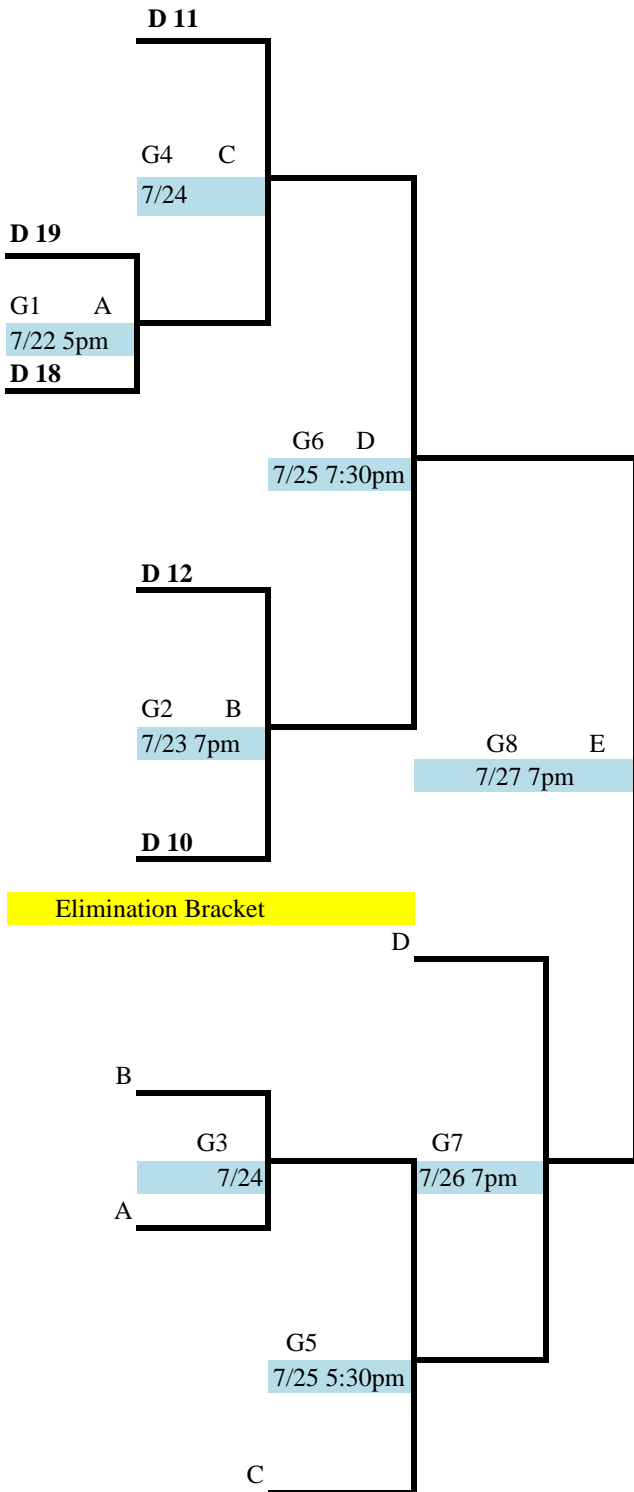 D 11
G4 C
7/24
D 19
G1 A
7/22 5pm
D 18
G6 D
7/25 7:30pm
D 12
G2 B
7/23 7pm
G8 E
7/27 7pm
D 10
Elimination Bracket
D
B
G3
7/24
G7
7/26 7pm
A
G5
7/25 5:30pm
C